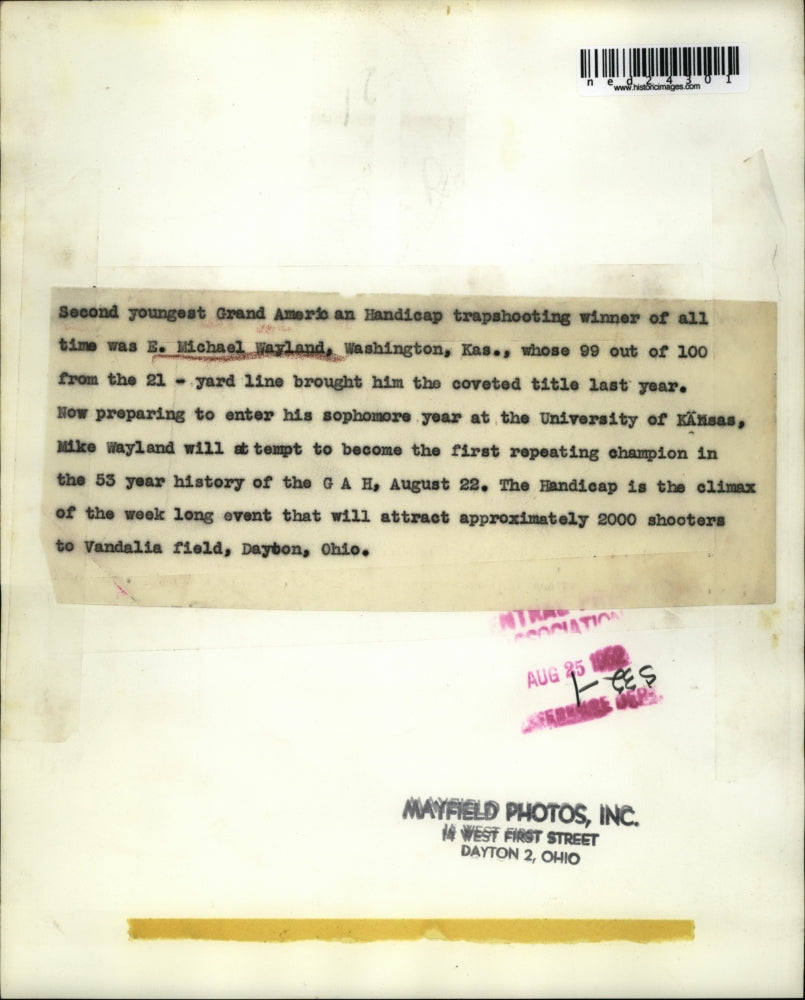 ned24301
www.historicimages.com
Second youngest Grand American Handicap trapshooting winner of all
time was E. Michael Wayland, Washington, Kas., whose 99 out of 100
from the 21 - yard line brought him the coveted title last year.
Now preparing to enter his sophomore year at the University of KAnsas,
Mike Wayland will attempt to become the first repeating champion in
the 53 year history of the G A H, August 22. The Handicap is the climax
of the week long event that will attract approximately 2000 shooters
to Vandalia field, Dayton, Ohio.
AUG 25
MAYFIELD PHOTOS, INC.
14 WEST FIRST STREET
DAYTON 2, OHIO